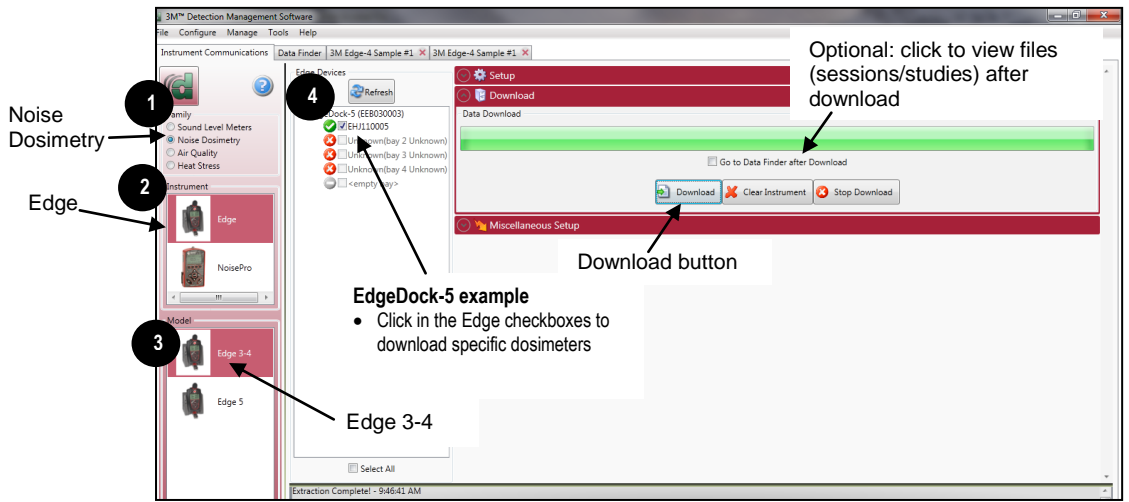 3M™ Detection Management Software
File Configure Manage Tools Help
Instrument Communications Data Finder 3M Edge-4 Sample #1 3M Edge-4 Sample #1
Optional: click to view files
(sessions/studies) after
download
1
Noise
Dosimetry
Family
Sound Level Meters
Noise Dosimetry
Air Quality
Heat Stress
2
Instrument
Edge
Edge
NoisePro
Model
3
Edge 3-4
Edge 5
Edge Devices
4
Refresh
Dock-5 (EEB030003)
EHJ110005
Unknown(bay 2 Unknown)
Unknown(bay 3 Unknown)
Unknown(bay 4 Unknown)
<empty bay>
EdgeDock-5 example
• Click in the Edge checkboxes to
download specific dosimeters
Edge 3-4
Select All
Setup
Download
Data Download
Go to Data Finder after Download
Download Clear Instrument Stop Download
Miscellaneous Setup
Download button
Extraction Complete! - 9:46:41 AM